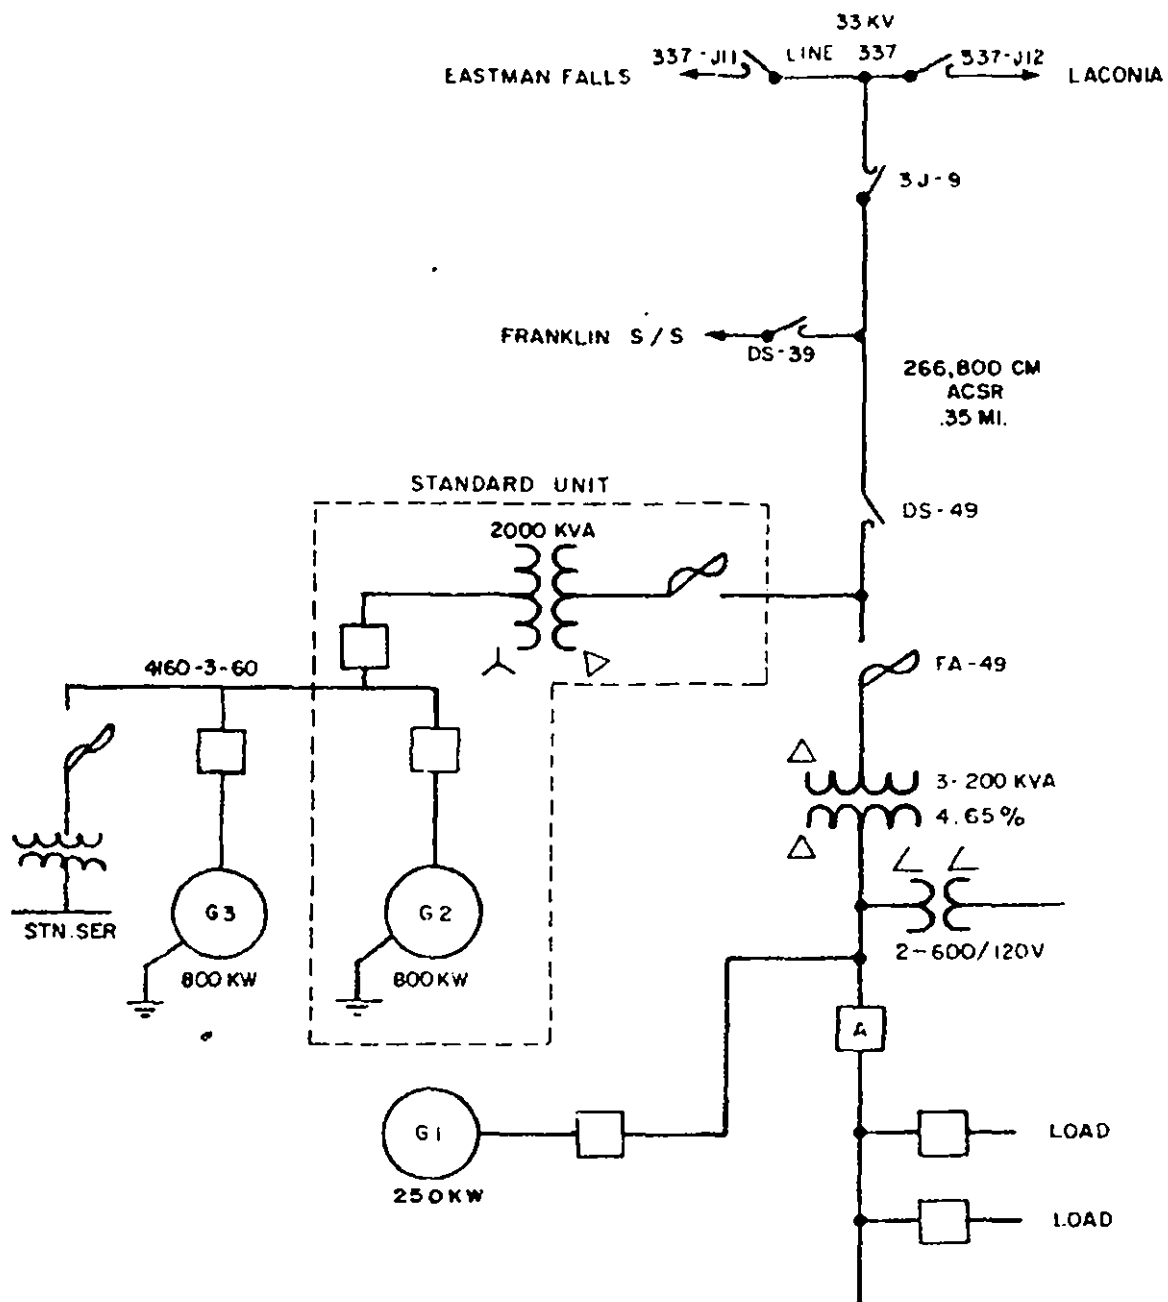 33 KV
337-J11
LINE 337
337-J12
EASTMAN FALLS
LACONIA
3J-9
FRANKLIN S/S
DS-39
266,800 CM
ACSR
.35 MI.
STANDARD UNIT
2000 KVA
DS-49
4160-3-60
FA-49
3-200 KVA
4.65%
G3
G2
STN.SER
800 KW
800 KW
2-600/120V
A
G1
250 KW
LOAD
LOAD